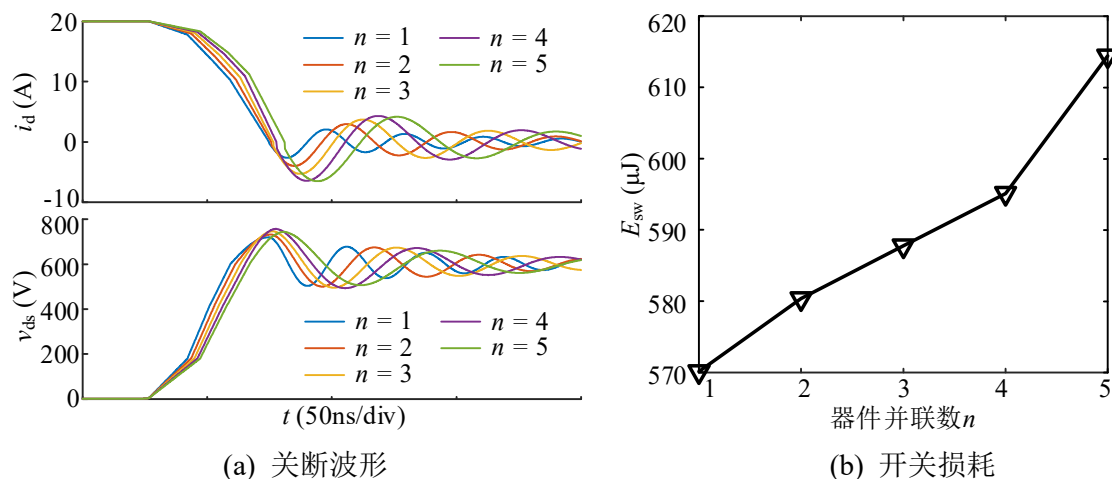 20
10
0
-10
i_d (A)
n = 1
n = 2
n = 3
n = 4
n = 5
800
600
400
200
0
v_ds (V)
n = 1
n = 2
n = 3
n = 4
n = 5
t (50ns/div)
(a) 关断波形
620
610
600
590
580
570
E_sw (μJ)
1
2
3
4
5
器件并联数n
(b) 开关损耗